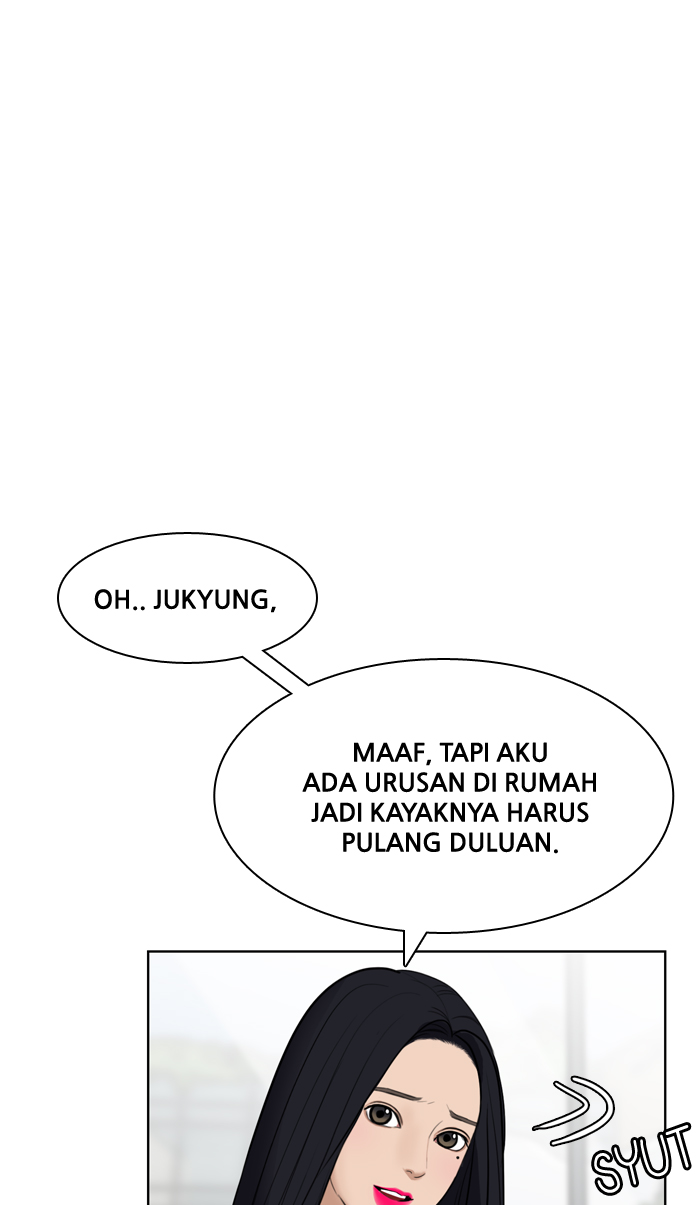 OH.. JUKYUNG,
MAAF, TAPI AKU
ADA URUSAN DI RUMAH
JADI KAYAKNYA HARUS
PULANG DULUAN.
SYUT